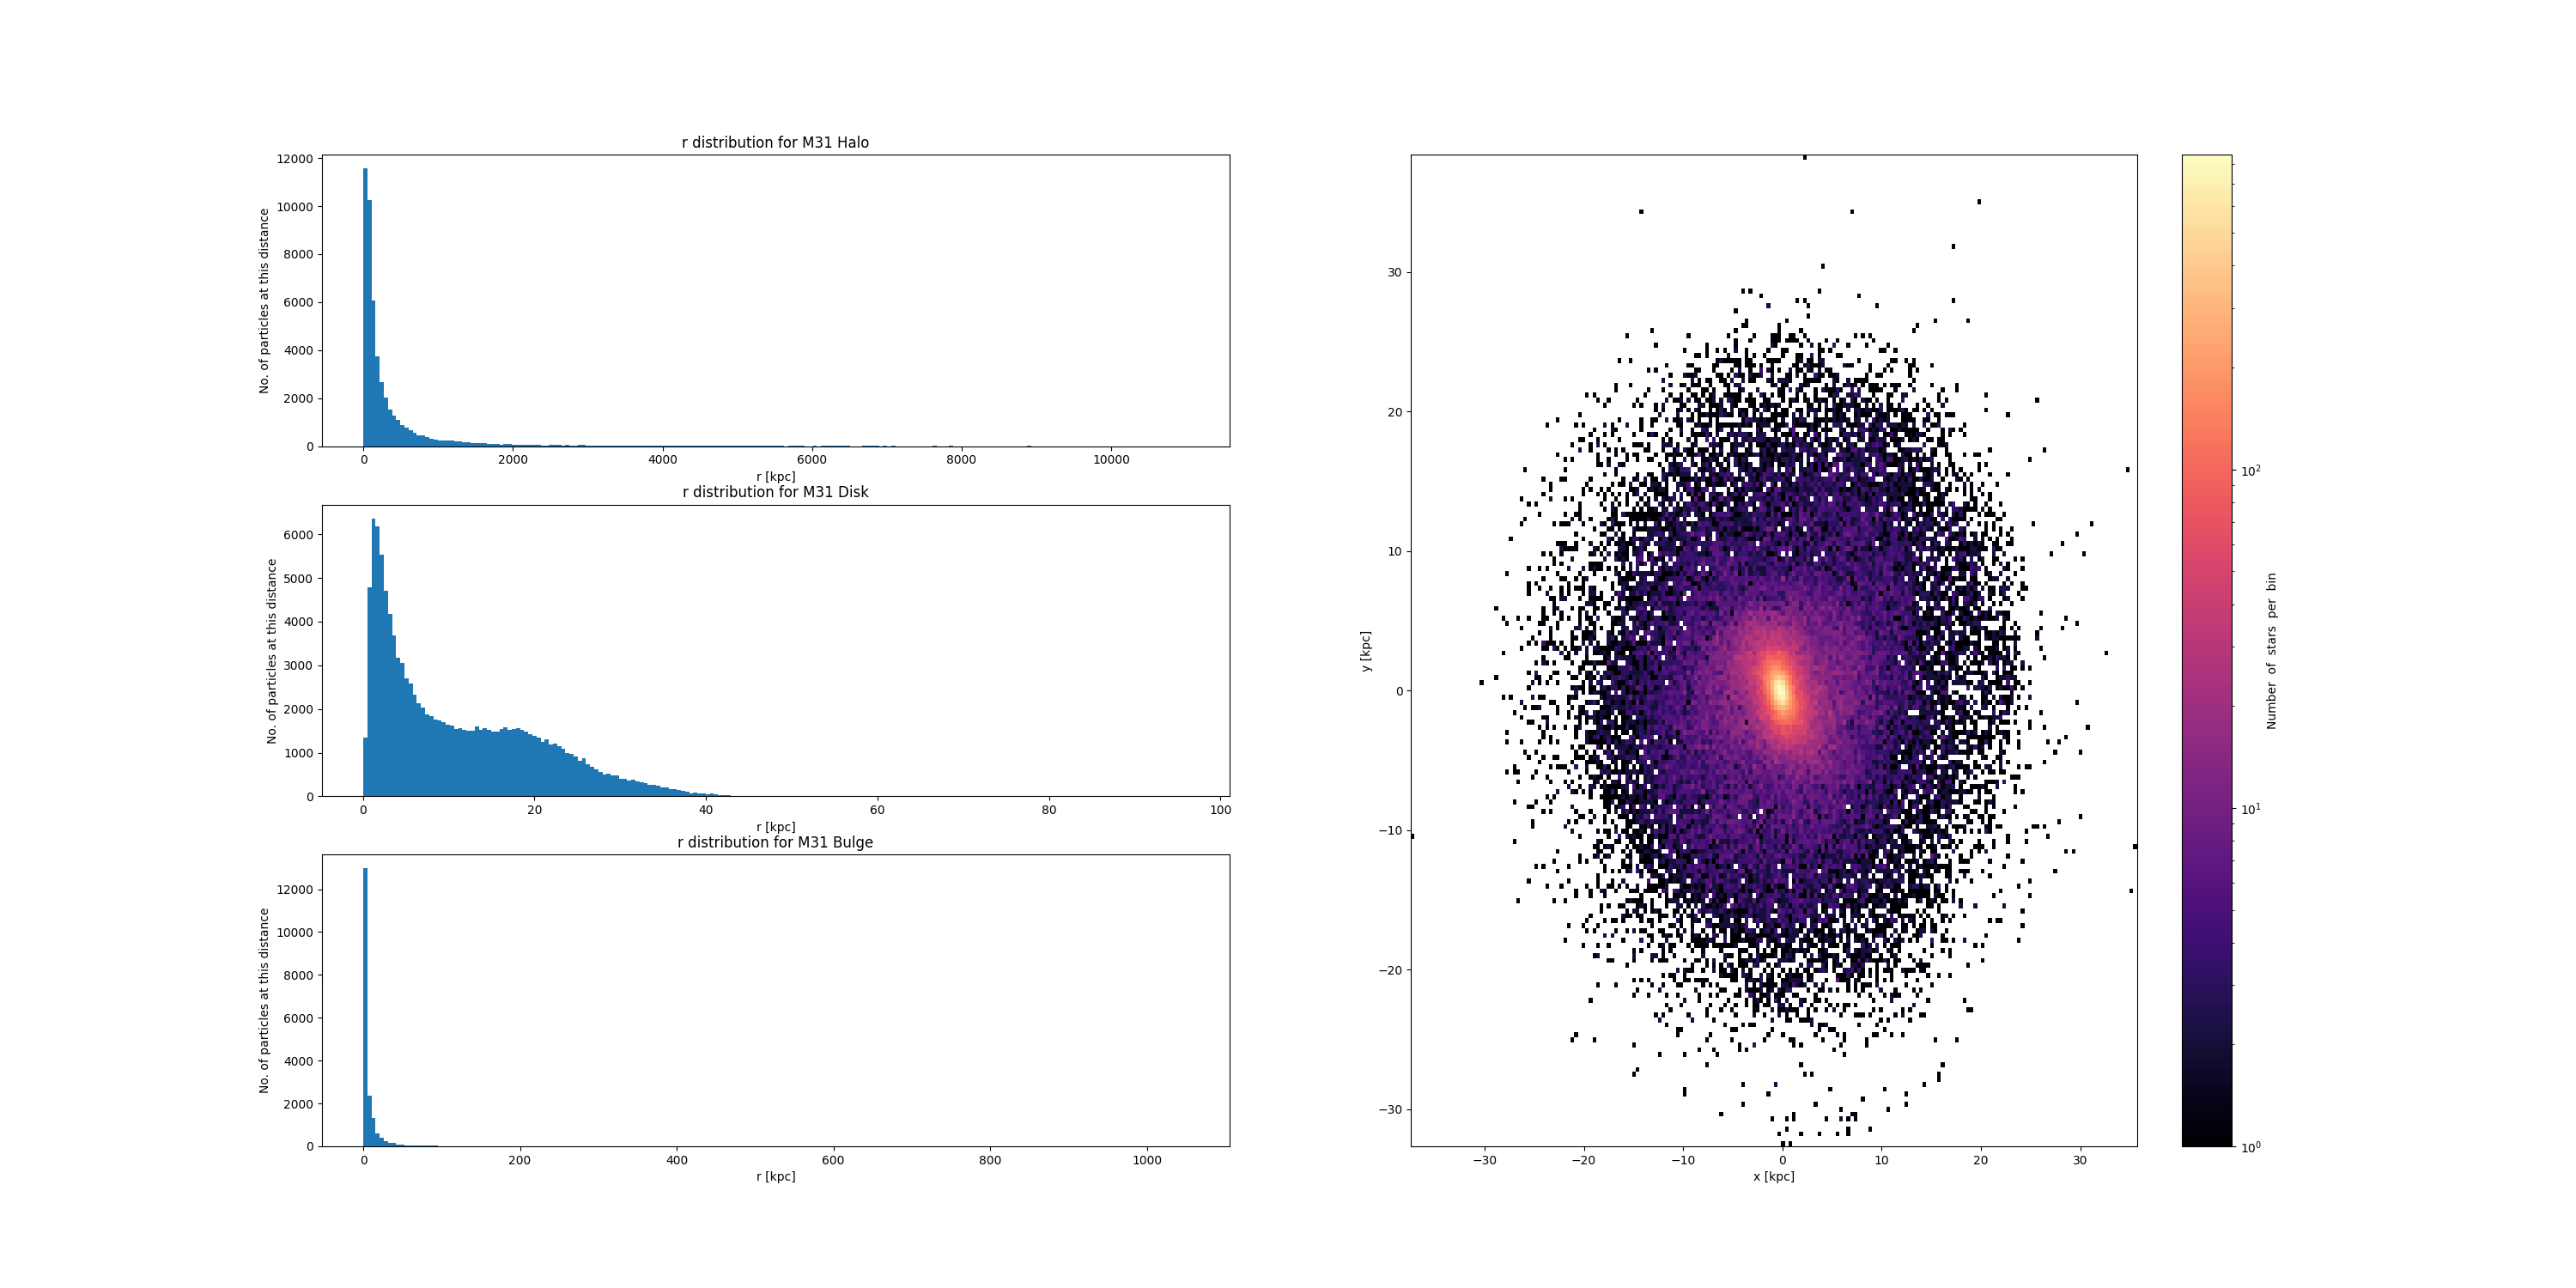 r distribution for M31 Halo
No. of particles at this distance
12000
10000
8000
6000
4000
2000
0
0 2000 4000 6000 8000 10000
r [kpc]
r distribution for M31 Disk
No. of particles at this distance
6000
5000
4000
3000
2000
1000
0
0 20 40 60 80 100
r [kpc]
r distribution for M31 Bulge
No. of particles at this distance
12000
10000
8000
6000
4000
2000
0
0 200 400 600 800 1000
r [kpc]
y [kpc]
30
20
10
0
−10
−20
−30
−30 −20 −10 0 10 20 30
x [kpc]
10²
10¹
10⁰
Number of stars per bin